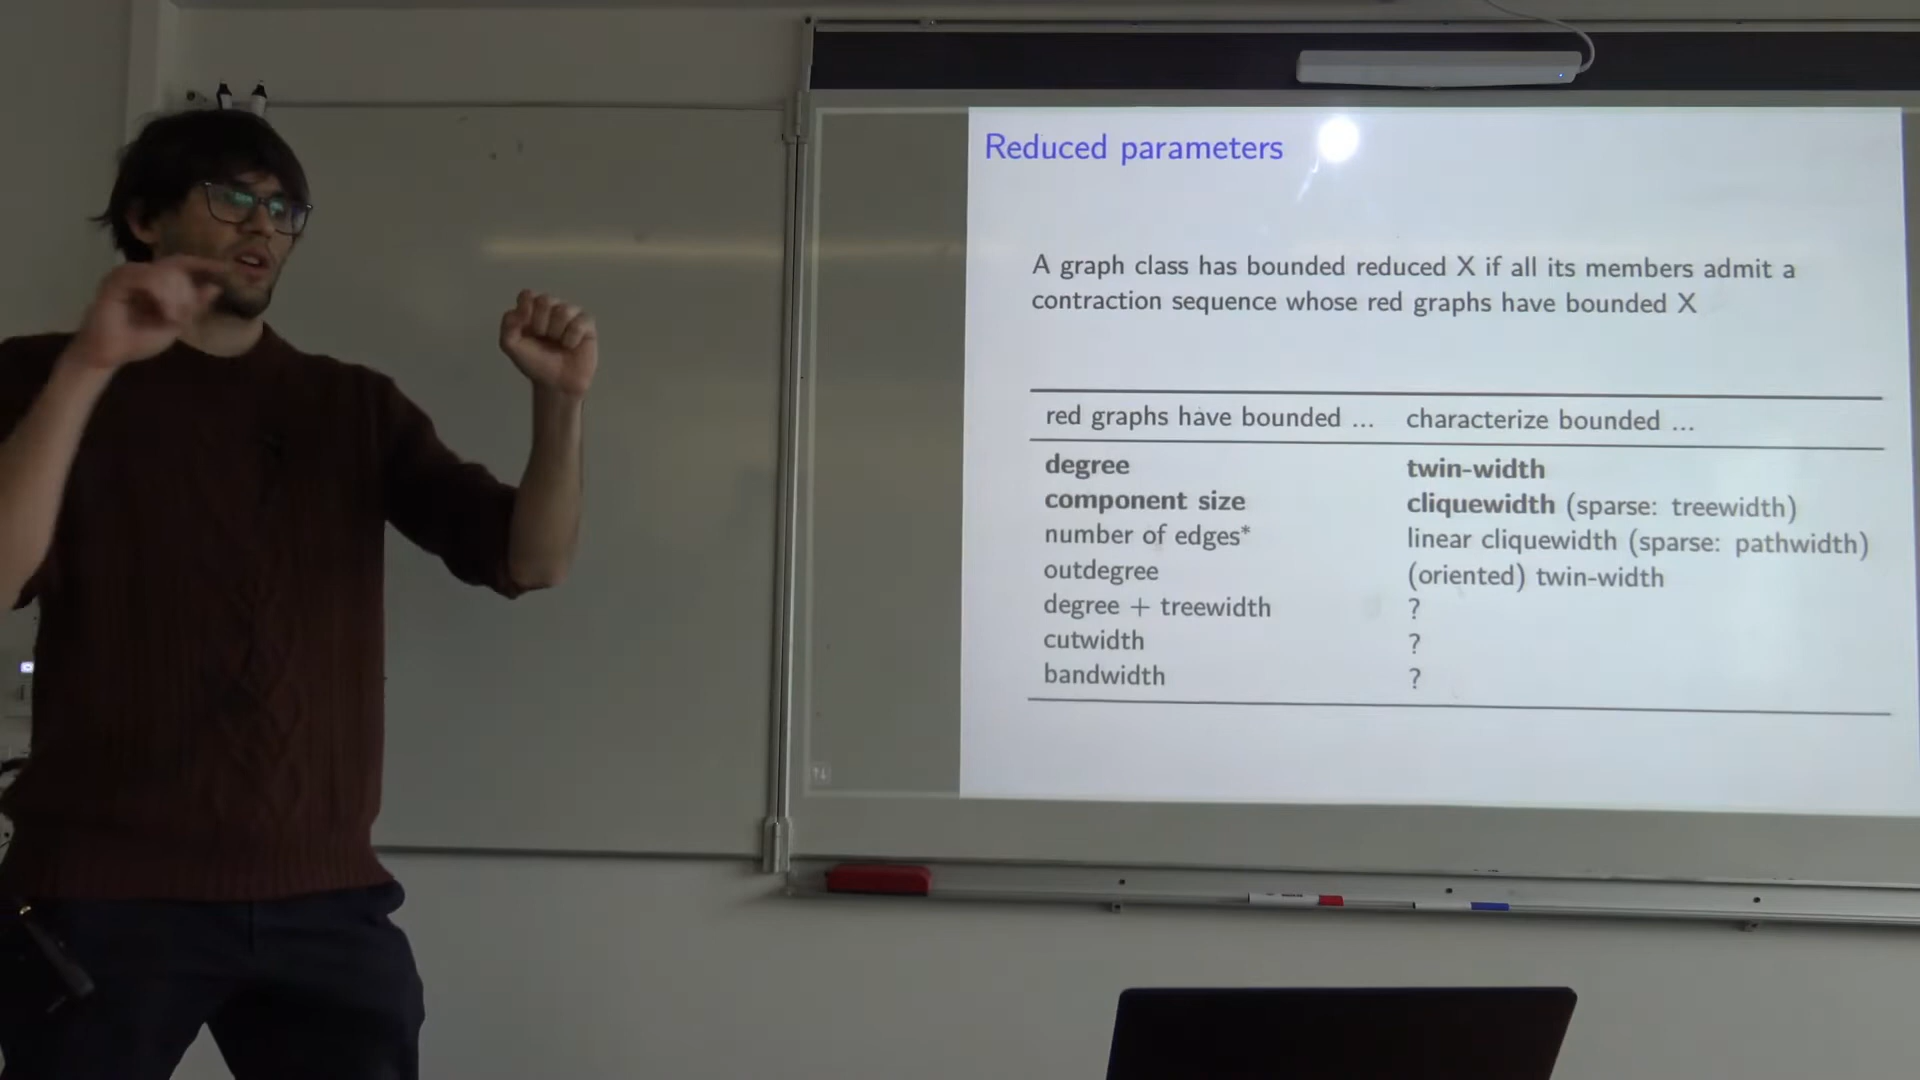 Reduced parameters
A graph class has bounded reduced X if all its members admit a
contraction sequence whose red graphs have bounded X
red graphs have bounded ... characterize bounded ...
degree twin-width
component size cliquewidth (sparse: treewidth)
number of edges* linear cliquewidth (sparse: pathwidth)
outdegree (oriented) twin-width
degree + treewidth ?
cutwidth ?
bandwidth ?